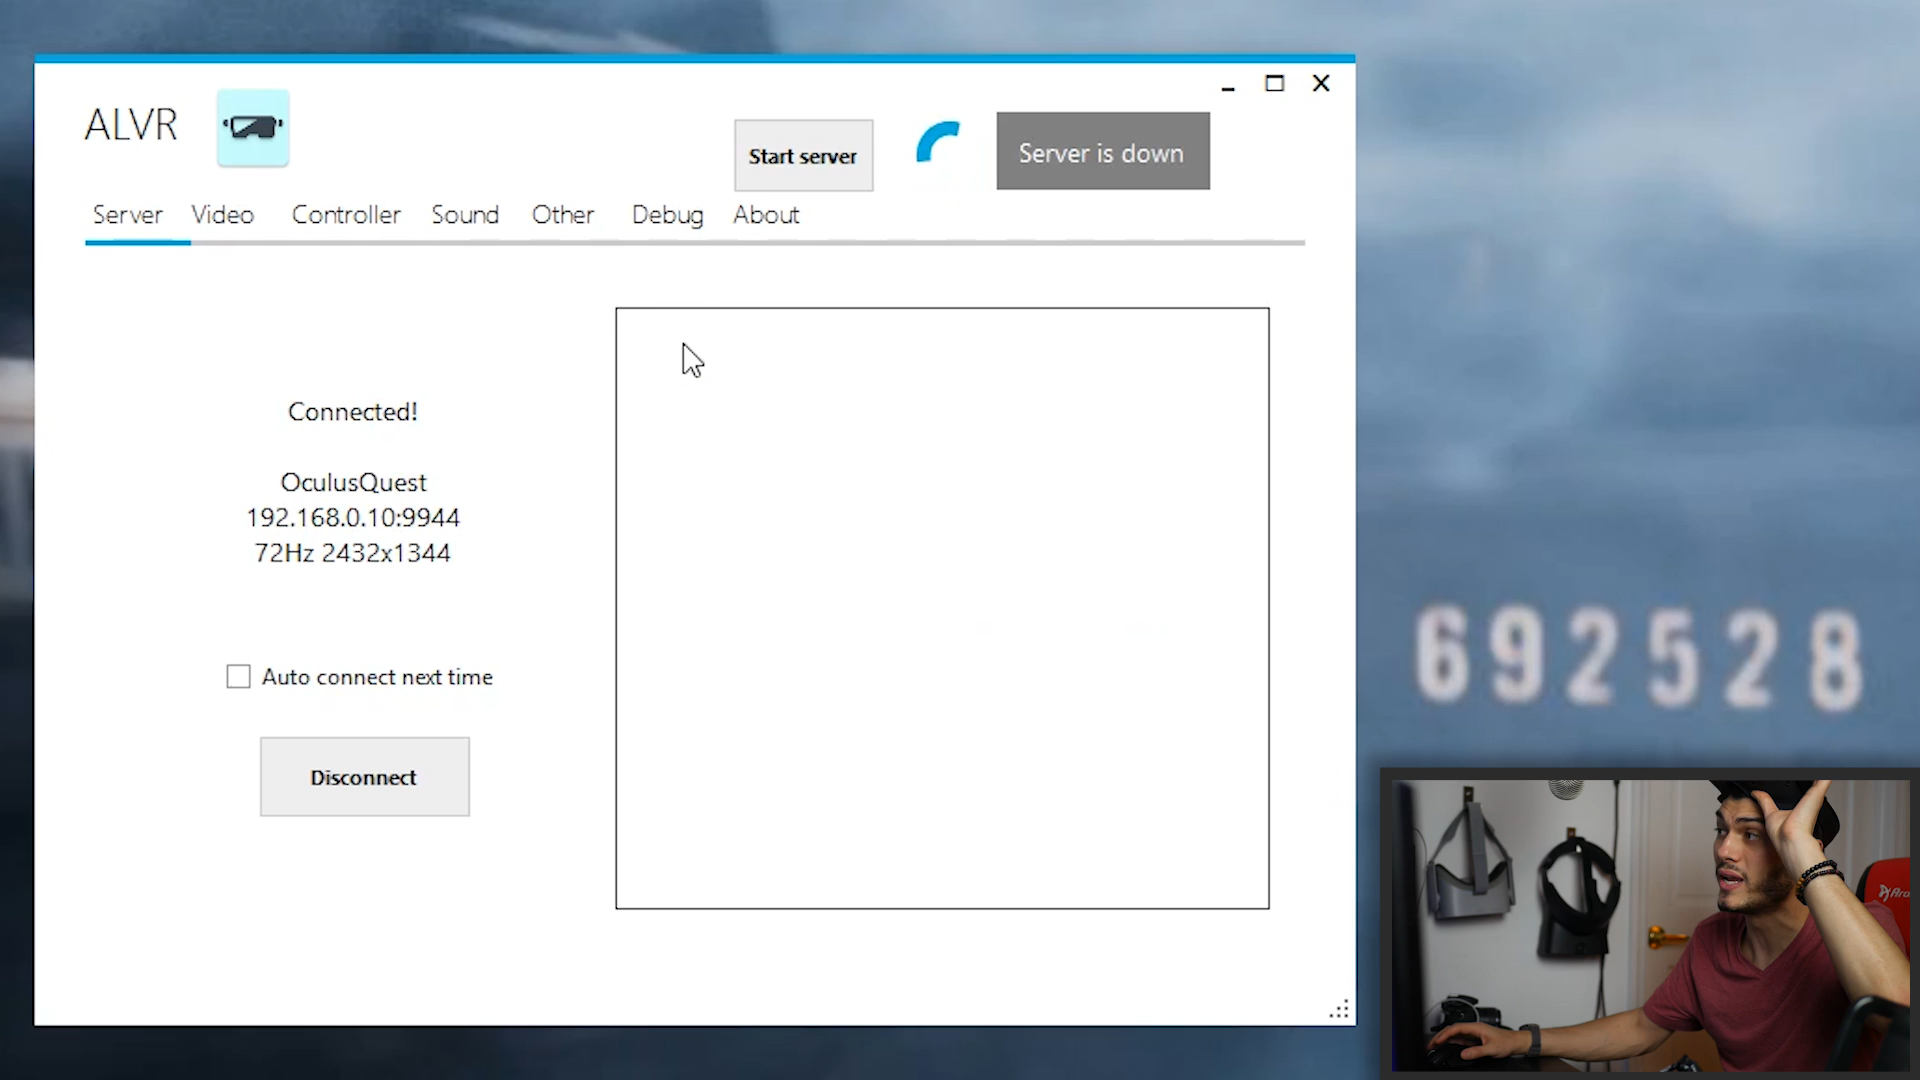 ALVR
Start server
Server is down
Server Video Controller Sound Other Debug About
Connected!
OculusQuest
192.168.0.10:9944
72Hz 2432x1344
Auto connect next time
Disconnect
692528